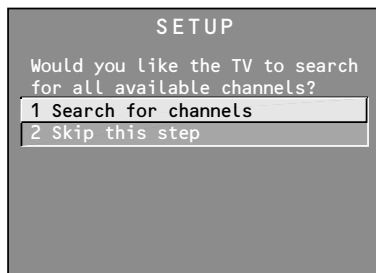 SETUP
Would you like the TV to search
for all available channels?
1 Search for channels
2 Skip this step